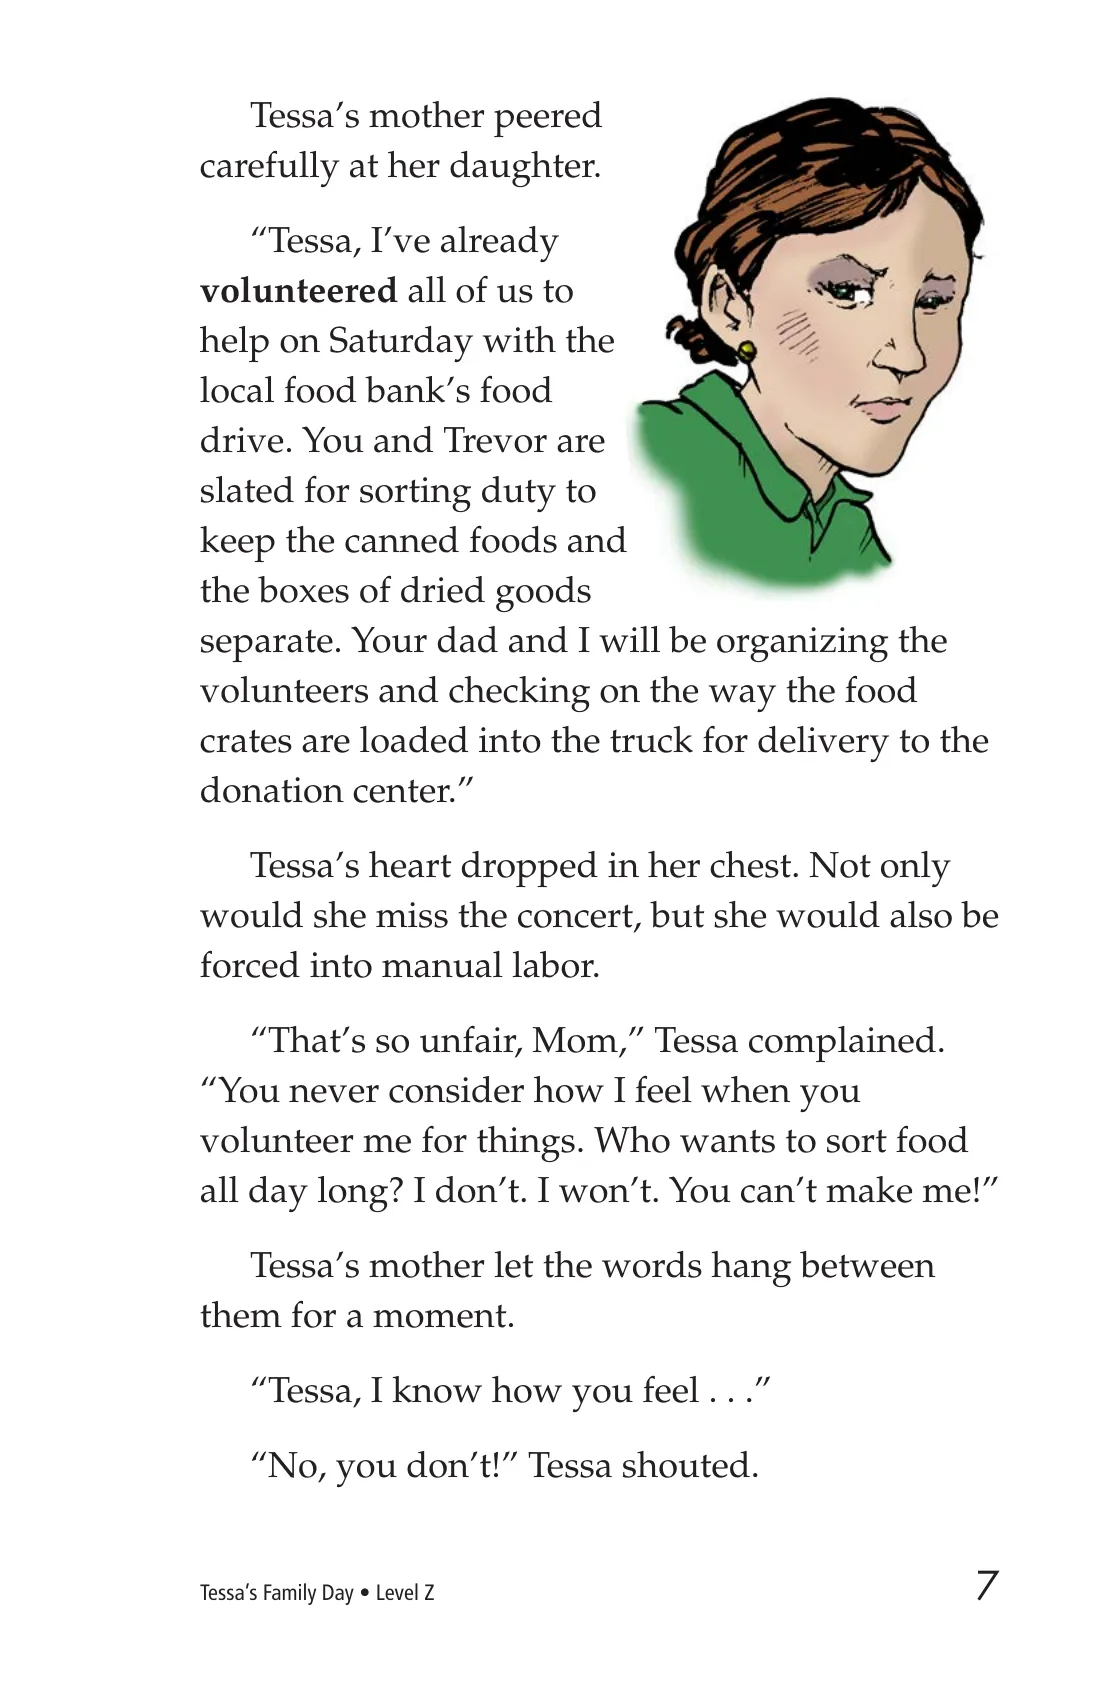 Tessa’s mother peered
carefully at her daughter.
“Tessa, I’ve already
volunteered all of us to
help on Saturday with the
local food bank’s food
drive. You and Trevor are
slated for sorting duty to
keep the canned foods and
the boxes of dried goods
separate. Your dad and I will be organizing the
volunteers and checking on the way the food
crates are loaded into the truck for delivery to the
donation center.”
Tessa’s heart dropped in her chest. Not only
would she miss the concert, but she would also be
forced into manual labor.
“That’s so unfair, Mom,” Tessa complained.
“You never consider how I feel when you
volunteer me for things. Who wants to sort food
all day long? I don’t. I won’t. You can’t make me!”
Tessa’s mother let the words hang between
them for a moment.
“Tessa, I know how you feel . . .”
“No, you don’t!” Tessa shouted.
Tessa’s Family Day • Level Z
7